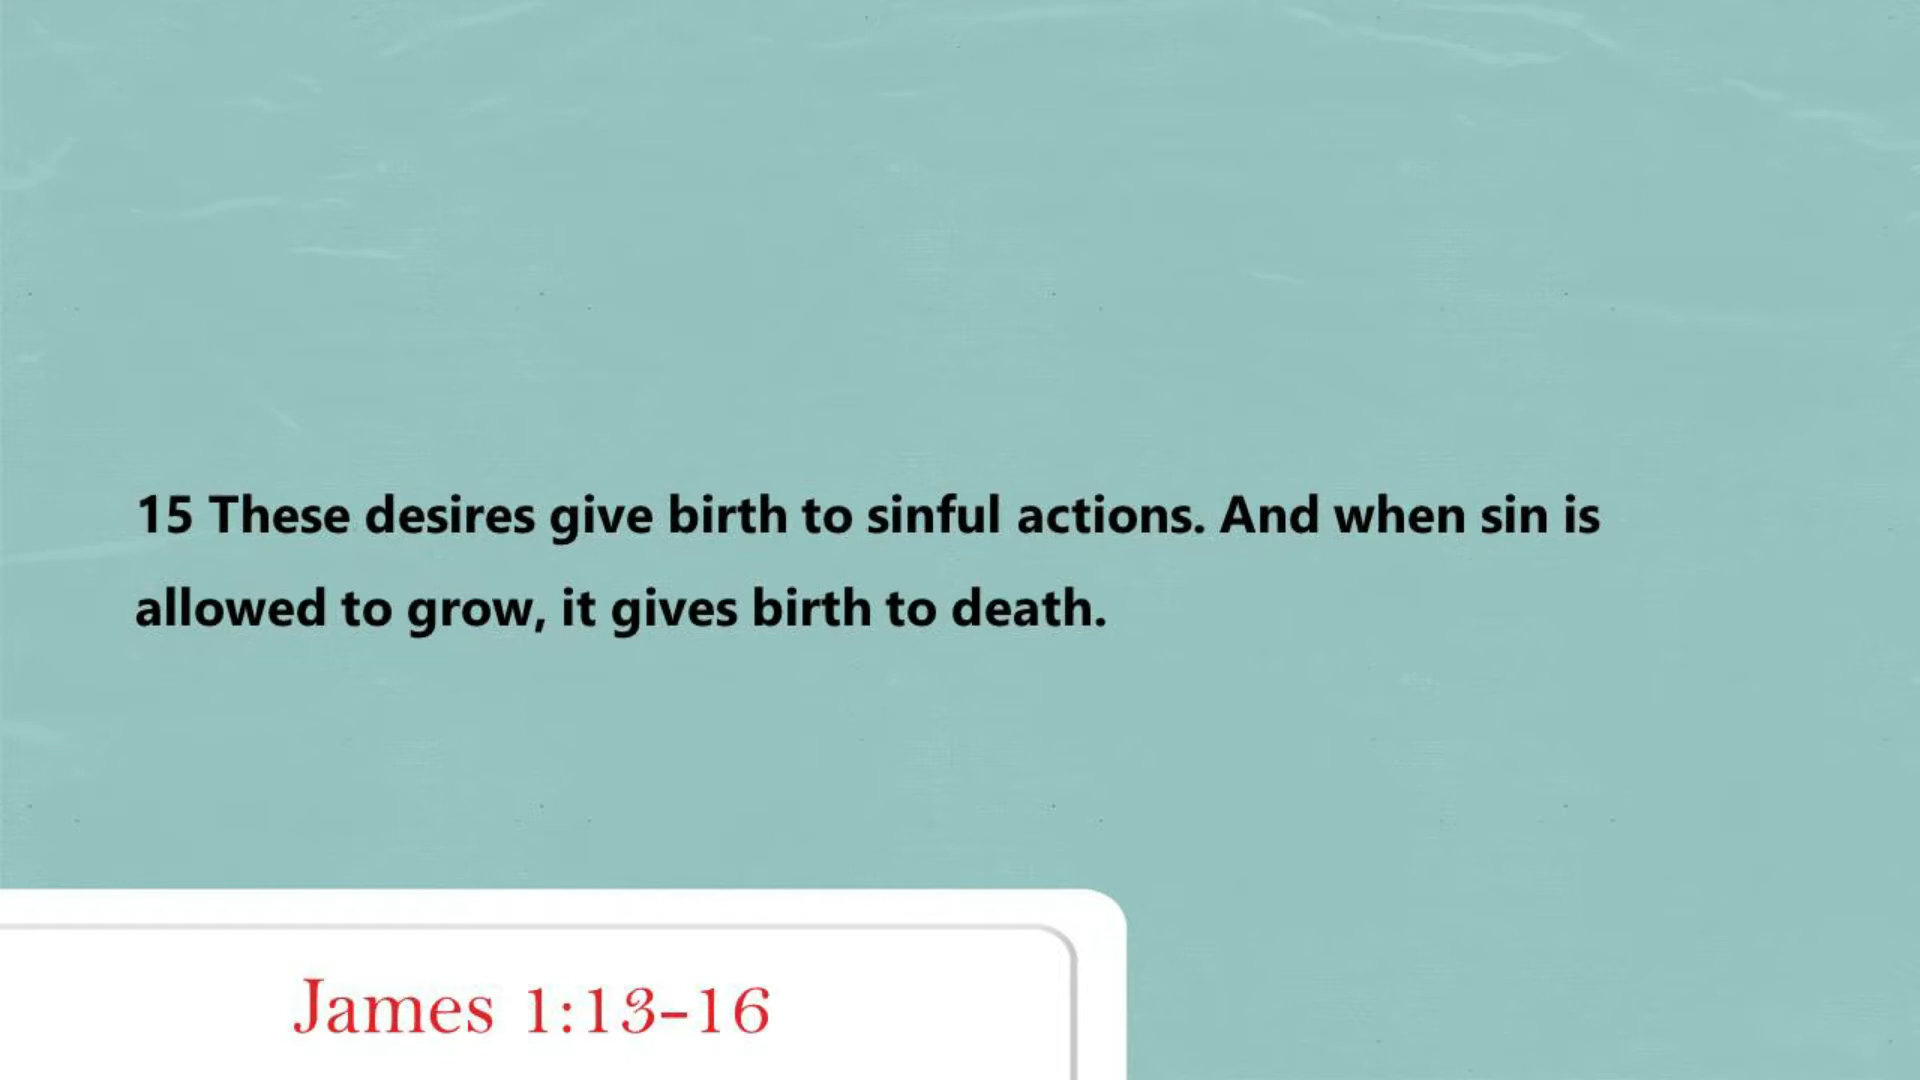 15 These desires give birth to sinful actions. And when sin is
allowed to grow, it gives birth to death.
James 1:13-16